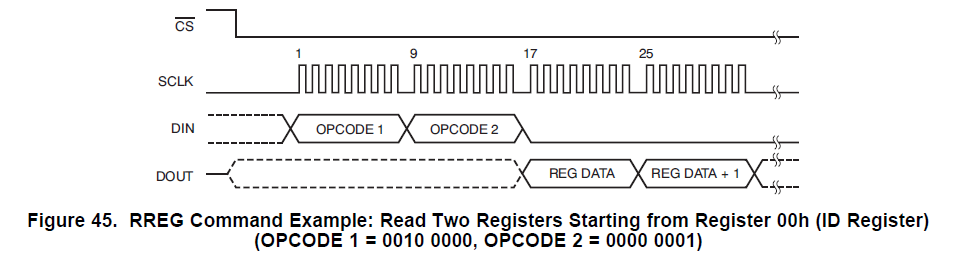 CS
1 9 17 25
SCLK
DIN OPCODE 1 OPCODE 2
DOUT REG DATA REG DATA + 1
Figure 45. RREG Command Example: Read Two Registers Starting from Register 00h (ID Register)
(OPCODE 1 = 0010 0000, OPCODE 2 = 0000 0001)